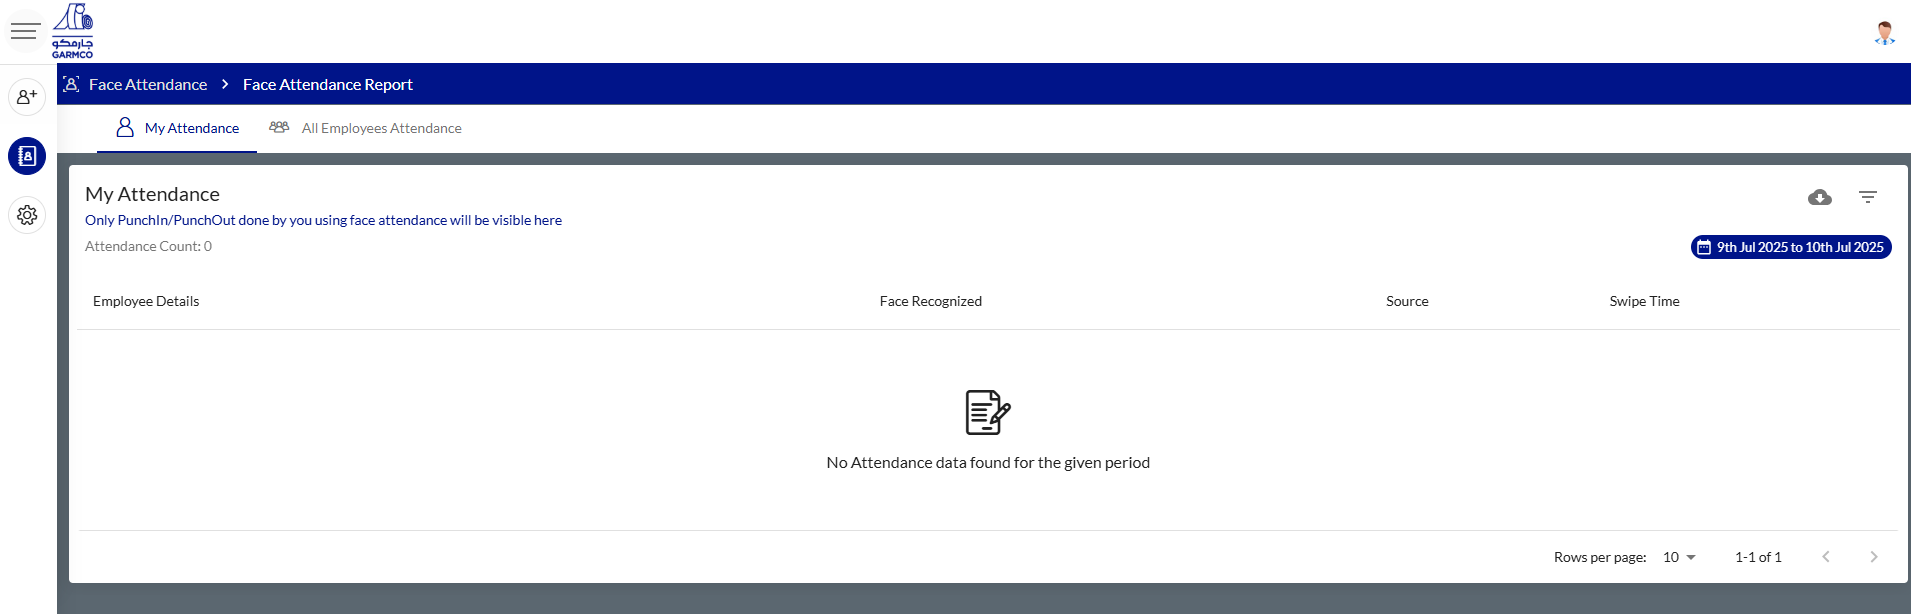 جارمكو
GARMCO
Face Attendance > Face Attendance Report
My Attendance
All Employees Attendance
My Attendance
Only PunchIn/PunchOut done by you using face attendance will be visible here
Attendance Count: 0
9th Jul 2025 to 10th Jul 2025
Employee Details
Face Recognized
Source
Swipe Time
No Attendance data found for the given period
Rows per page: 10
1-1 of 1